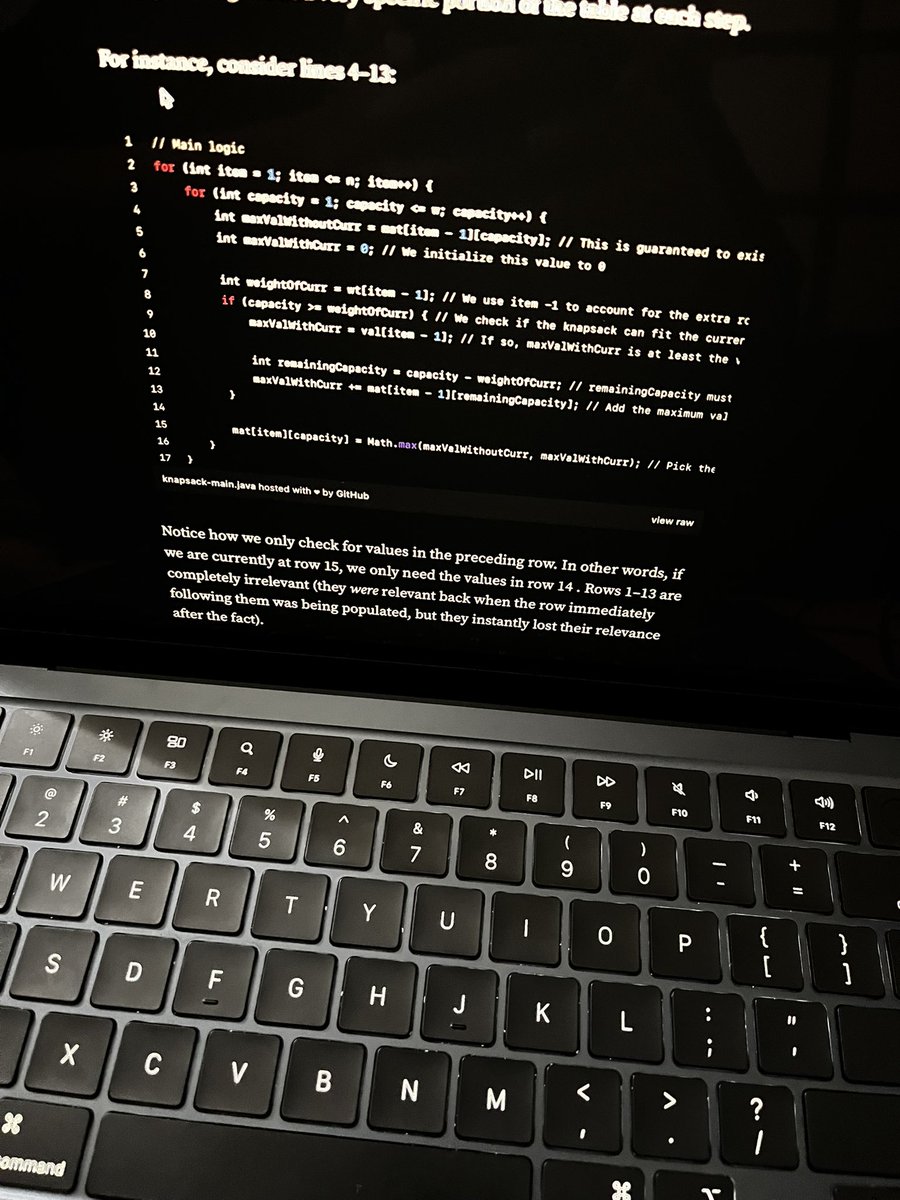 specific portion of the table at each step.
For instance, consider lines 4–13:
1 // Main logic
2 for (int item = 1; item <= n; item++) {
3 for (int capacity = 1; capacity <= w; capacity++) {
4 int maxValWithoutCurr = mat[item - 1][capacity]; // This is guaranteed to exis
5 int maxValWithCurr = 0; // We initialize this value to 0
6
7 int weightOfCurr = wt[item - 1]; // We use item -1 to account for the extra ro
8 if (capacity >= weightOfCurr) { // We check if the knapsack can fit the currer
9 maxValWithCurr = val[item - 1]; // If so, maxValWithCurr is at least the
10
11 int remainingCapacity = capacity - weightOfCurr; // remainingCapacity must
12 maxValWithCurr += mat[item - 1][remainingCapacity]; // Add the maximum val
13 }
14
15 mat[item][capacity] = Math.max(maxValWithoutCurr, maxValWithCurr); // Pick the
16 }
17 }
knapsack-main.java hosted with ❤ by GitHub
view raw
Notice how we only check for values in the preceding row. In other words, if
we are currently at row 15, we only need the values in row 14 . Rows 1–13 are
completely irrelevant (they were relevant back when the row immediately
following them was being populated, but they instantly lost their relevance
after the fact).
F1 F2 F3 F4 F5 F6 F7 F8 F9 F10 F11 F12
@ # $ % ^ & * ( ) — +
2 3 4 5 6 7 8 9 0 - =
W E R T Y U I O P { }
[ ]
S D F G H J K L : "
; '
X C V B N M < > ?
, . /
⌘ ⌘ ⌥
command